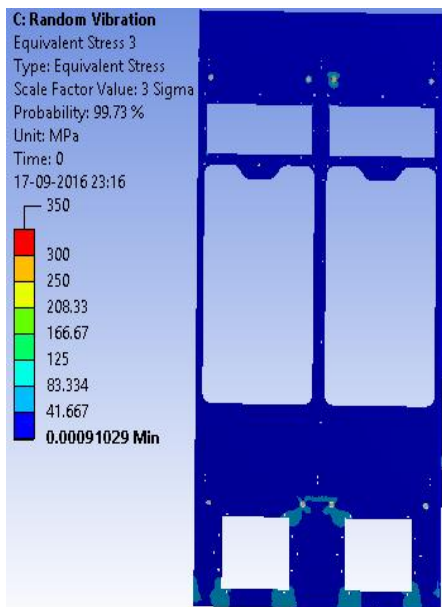 C: Random Vibration
Equivalent Stress 3
Type: Equivalent Stress
Scale Factor Value: 3 Sigma
Probability: 99.73 %
Unit: MPa
Time: 0
17-09-2016 23:16
350
300
250
208.33
166.67
125
83.334
41.667
0.00091029 Min